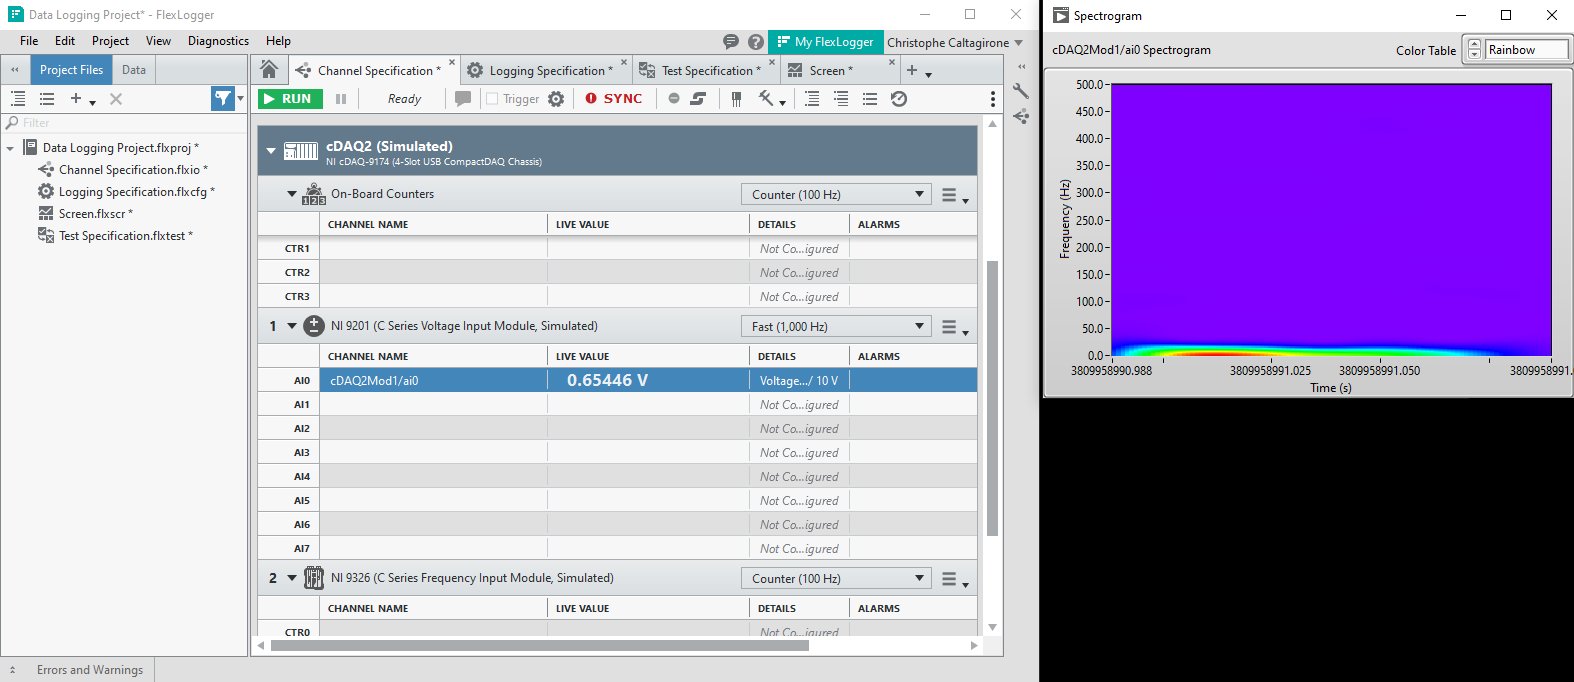 Data Logging Project* - FlexLogger
File Edit Project View Diagnostics Help
My FlexLogger Christophe Caltagirone
Project Files Data
Channel Specification * Logging Specification * Test Specification * Screen *
RUN Ready Trigger SYNC
Filter
Data Logging Project.flxproj *
Channel Specification.flxio *
Logging Specification.flxcfg *
Screen.flxscr *
Test Specification.flxtest *
cDAQ2 (Simulated)
NI cDAQ-9174 (4-Slot USB CompactDAQ Chassis)
On-Board Counters Counter (100 Hz)
CHANNEL NAME LIVE VALUE DETAILS ALARMS
CTR1 Not Co...igured
CTR2 Not Co...igured
CTR3 Not Co...igured
1 NI 9201 (C Series Voltage Input Module, Simulated) Fast (1,000 Hz)
CHANNEL NAME LIVE VALUE DETAILS ALARMS
AI0 cDAQ2Mod1/ai0 0.65446 V Voltage.../ 10 V
AI1 Not Co...igured
AI2 Not Co...igured
AI3 Not Co...igured
AI4 Not Co...igured
AI5 Not Co...igured
AI6 Not Co...igured
AI7 Not Co...igured
2 NI 9326 (C Series Frequency Input Module, Simulated) Counter (100 Hz)
CHANNEL NAME LIVE VALUE DETAILS ALARMS
CTR0 Not Co...igured
Errors and Warnings
Spectrogram
cDAQ2Mod1/ai0 Spectrogram Color Table Rainbow
Frequency (Hz)
500.0
450.0
400.0
350.0
300.0
250.0
200.0
150.0
100.0
50.0
0.0
3809958990.988 3809958991.025 3809958991.050 3809958991.0
Time (s)